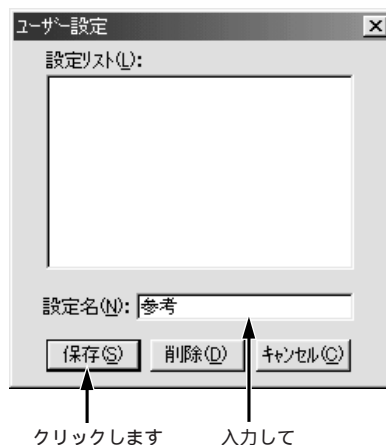 ユーザー設定
設定リスト(L):
設定名(N): 参考
保存(S) 削除(D) キャンセル(C)
クリックします 入力して